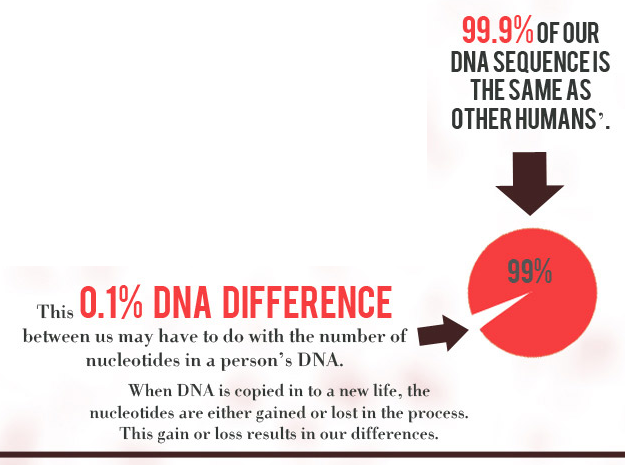 99.9% OF OUR
DNA SEQUENCE IS
THE SAME AS
OTHER HUMANS’.
99%
This 0.1% DNA DIFFERENCE
between us may have to do with the number of
nucleotides in a person’s DNA.
When DNA is copied in to a new life, the
nucleotides are either gained or lost in the process.
This gain or loss results in our differences.